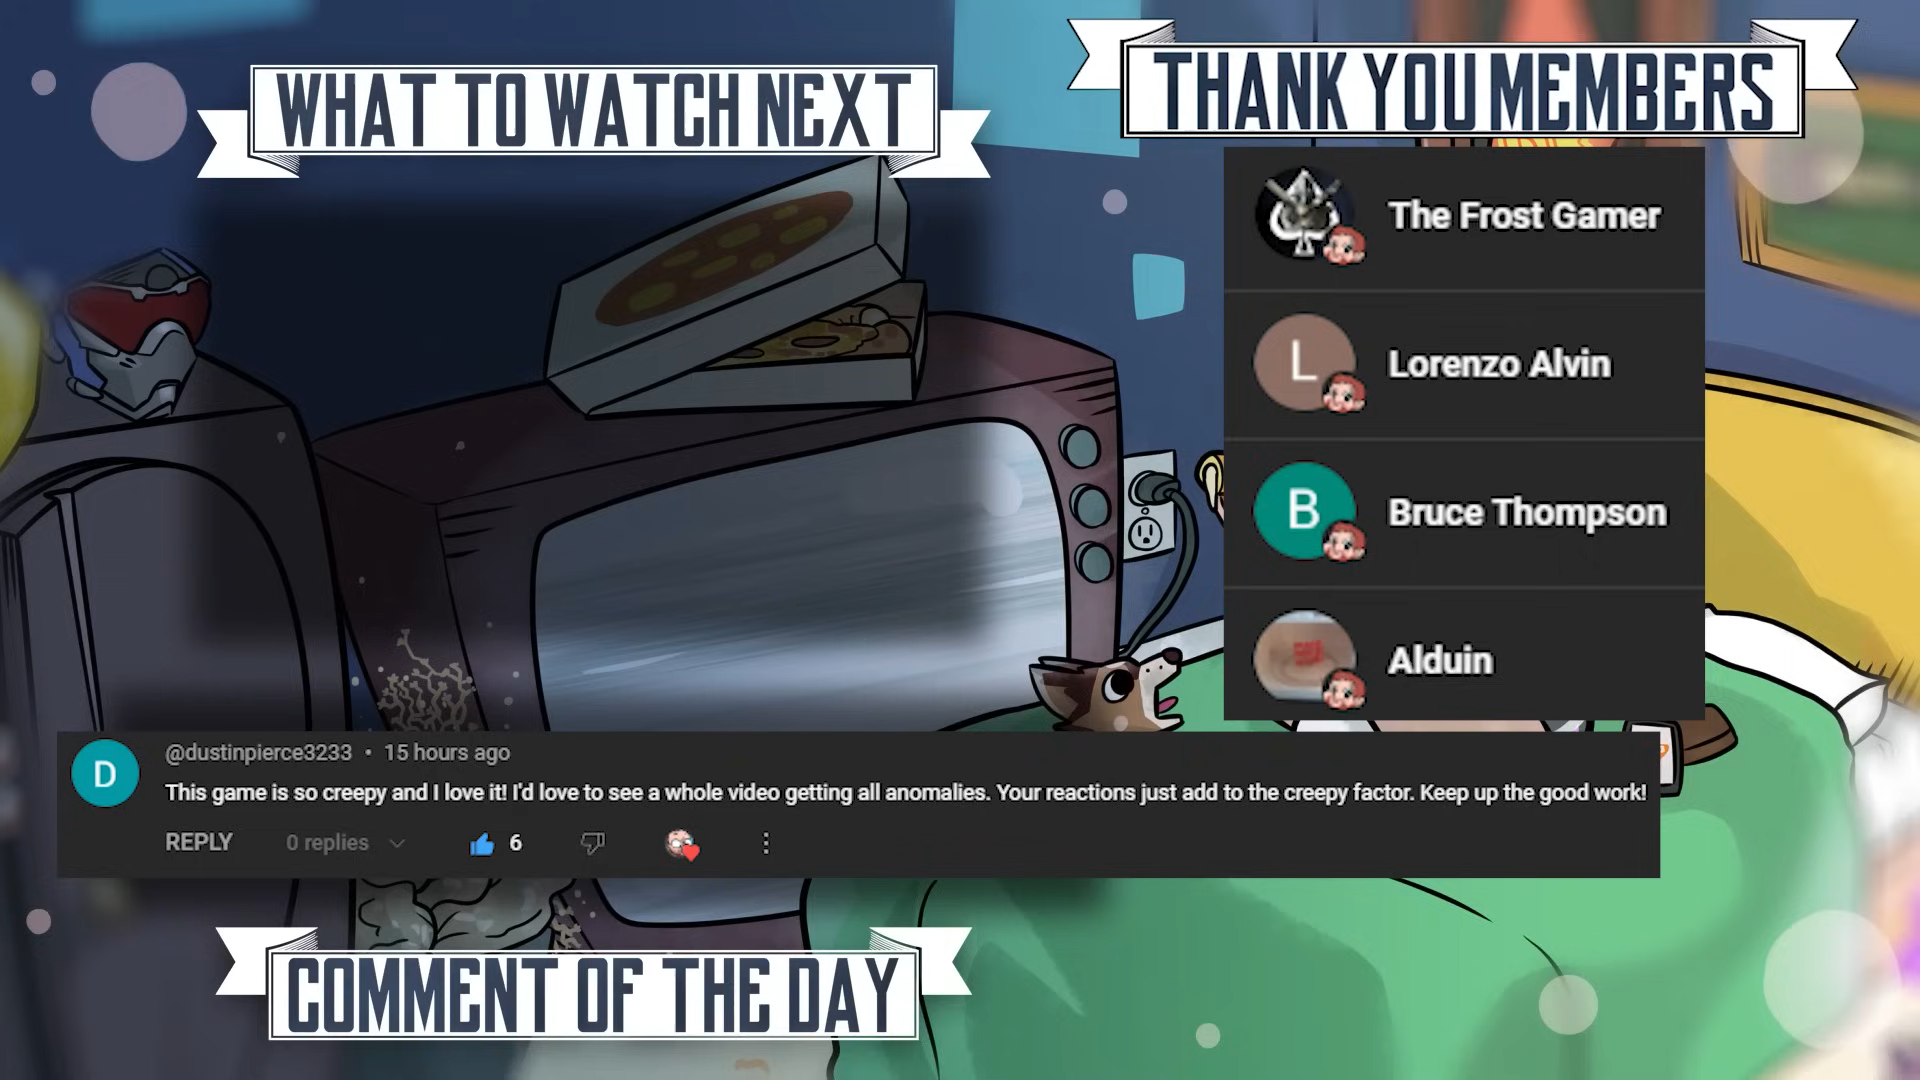 WHAT TO WATCH NEXT
THANK YOU MEMBERS
The Frost Gamer
L Lorenzo Alvin
B Bruce Thompson
Alduin
D @dustinpierce3233 • 15 hours ago
This game is so creepy and I love it! I'd love to see a whole video getting all anomalies. Your reactions just add to the creepy factor. Keep up the good work!
REPLY 0 replies 6
COMMENT OF THE DAY